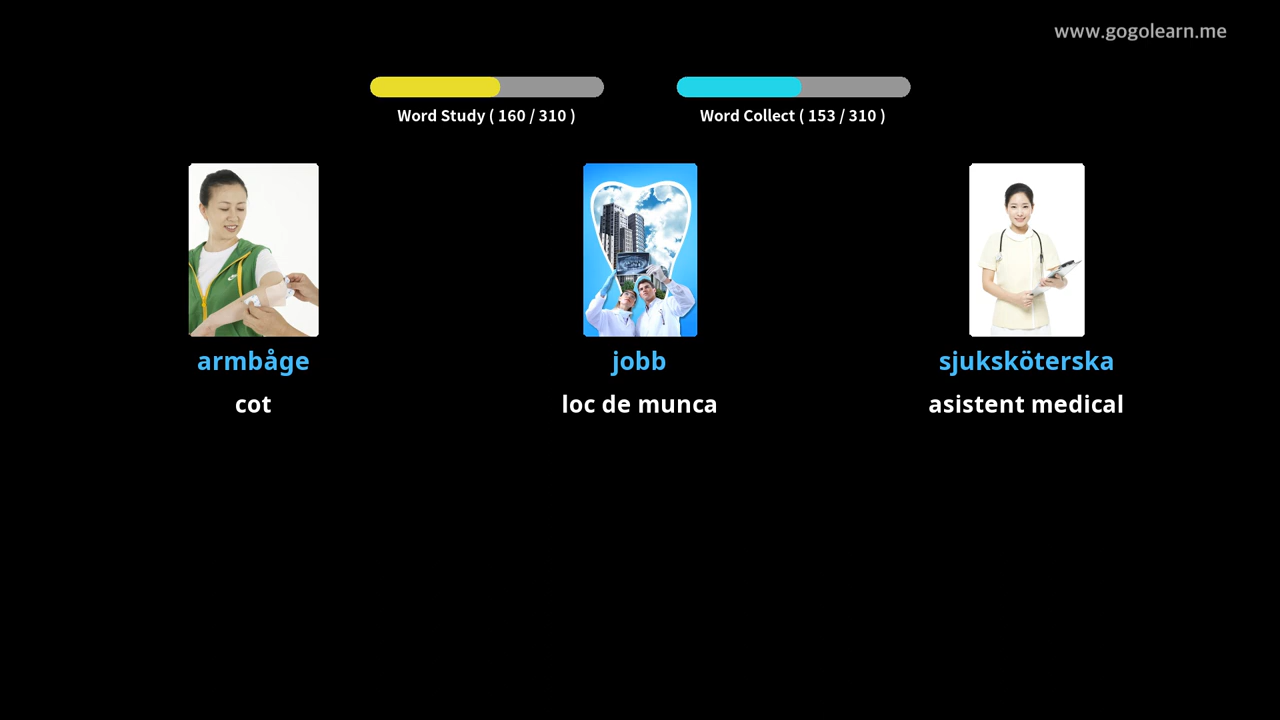 www.gogolearn.me
Word Study ( 160 / 310 )
Word Collect ( 153 / 310 )
armbåge
jobb
sjuksköterska
cot
loc de munca
asistent medical